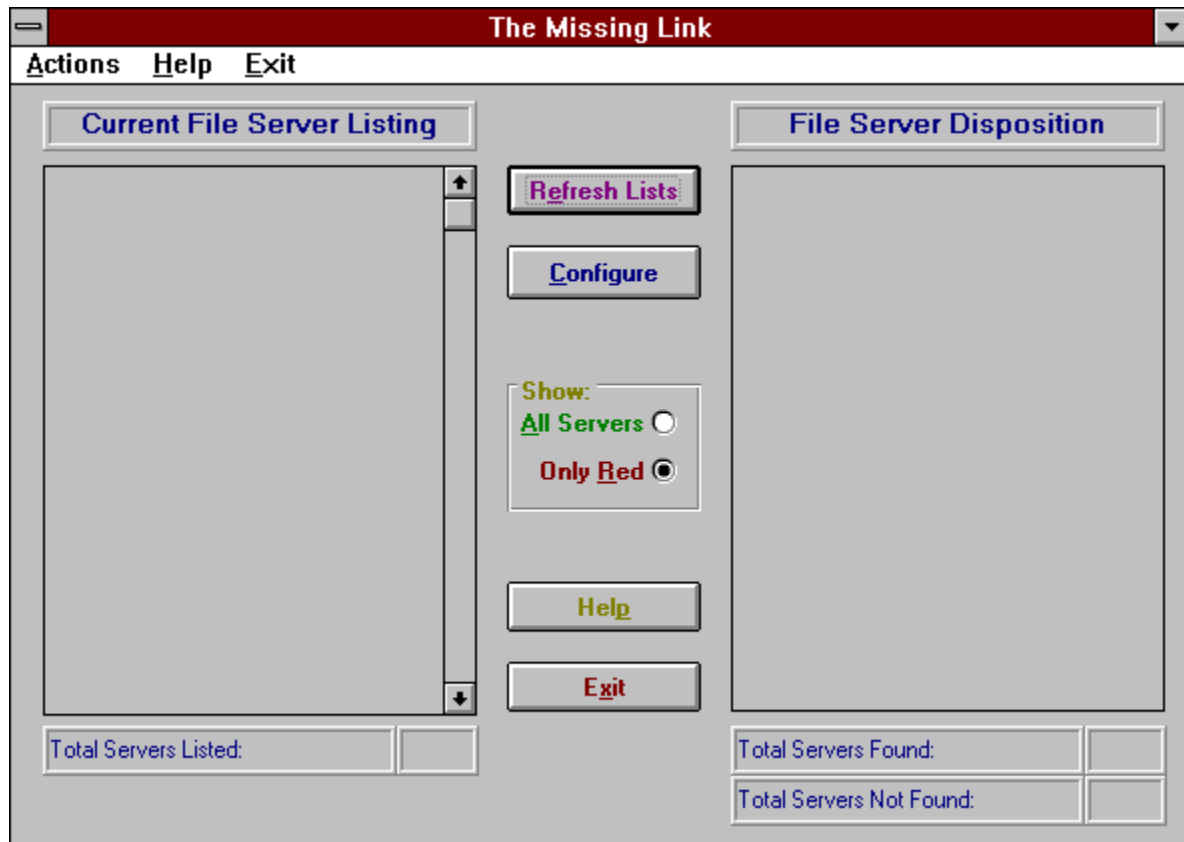 The Missing Link
Actions Help Exit
Current File Server Listing
File Server Disposition
Refresh Lists
Configure
Show:
All Servers
Only Red
Help
Exit
Total Servers Listed:
Total Servers Found:
Total Servers Not Found: